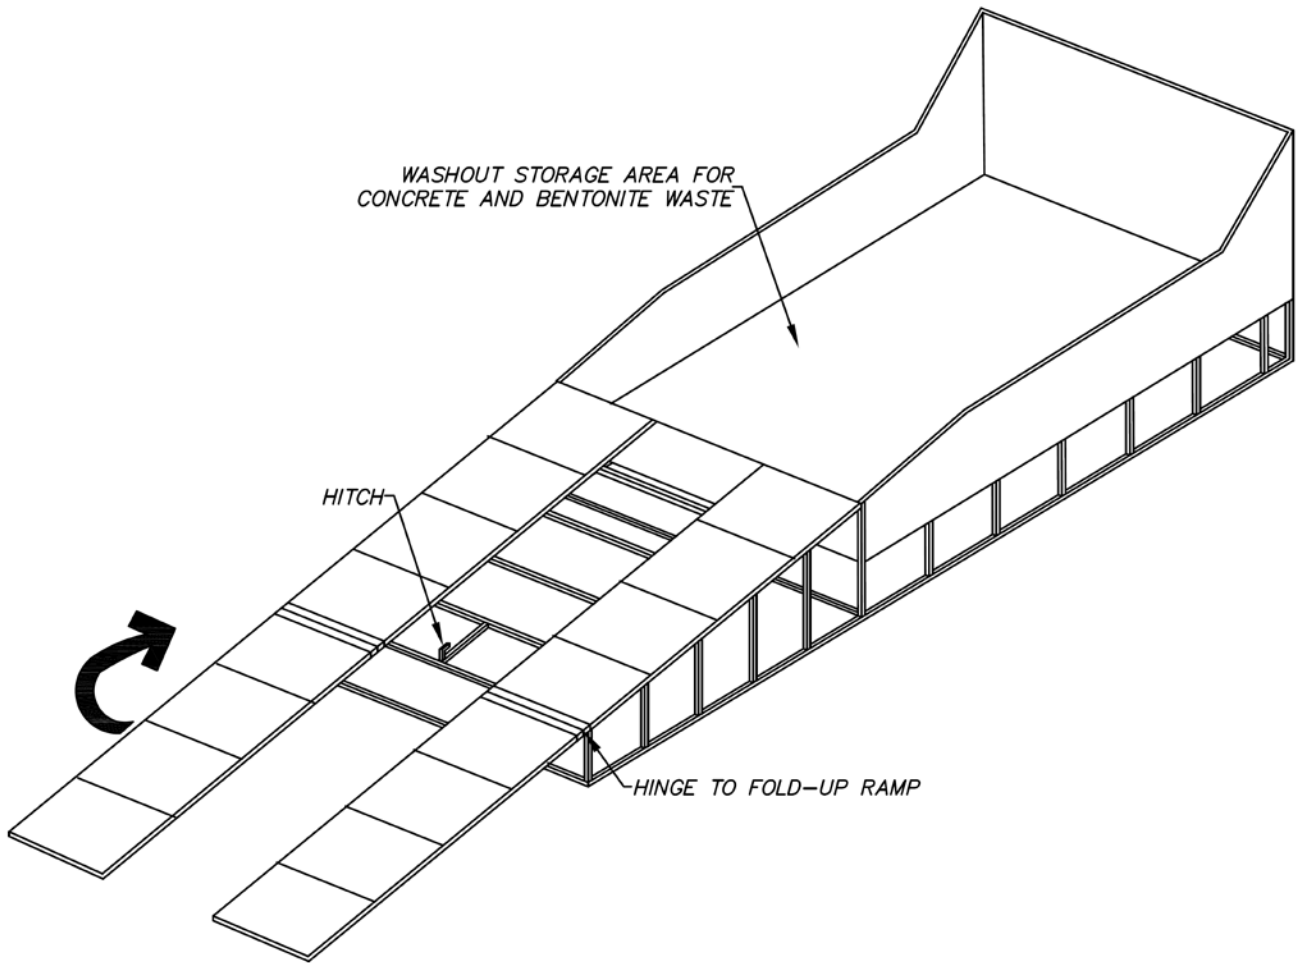 WASHOUT STORAGE AREA FOR
CONCRETE AND BENTONITE WASTE
HITCH
HINGE TO FOLD-UP RAMP